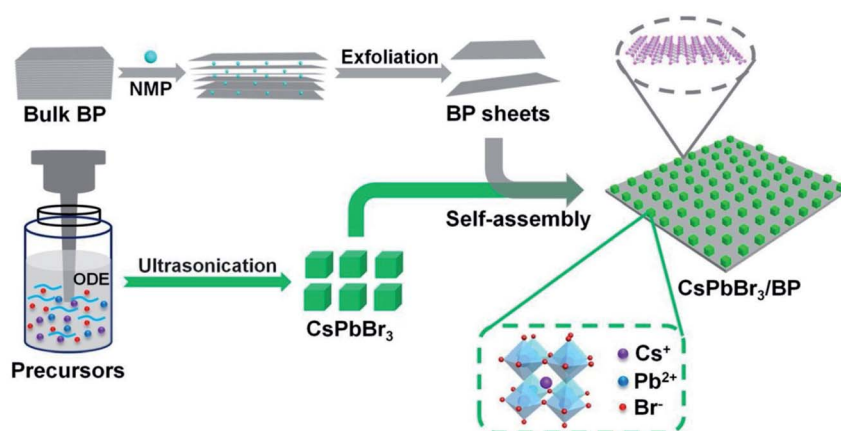 Bulk BP
NMP
Exfoliation
BP sheets
Self-assembly
ODE
Precursors
Ultrasonication
CsPbBr₃
CsPbBr₃/BP
Cs⁺
Pb²⁺
Br⁻